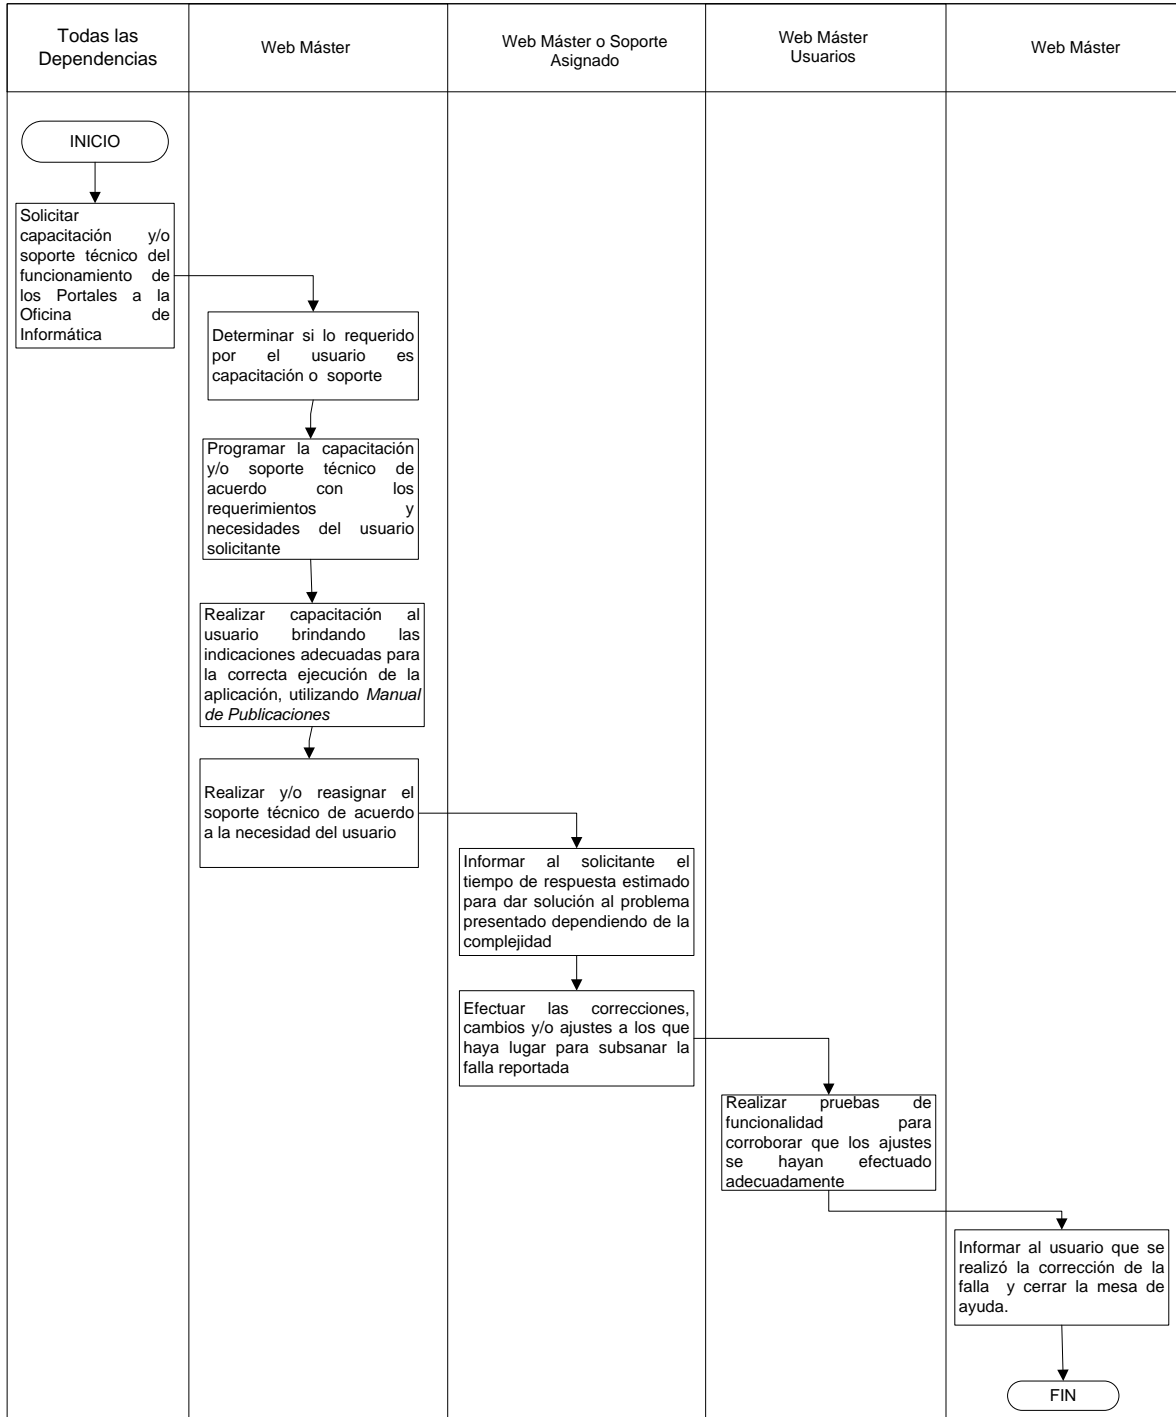 Todas las
Dependencias
Web Máster
Web Máster o Soporte
Asignado
Web Máster
Usuarios
Web Máster
INICIO
Solicitar
capacitación y/o
soporte técnico del
funcionamiento de
los Portales a la
Oficina de
Informática
Determinar si lo requerido
por el usuario es
capacitación o soporte
Programar la capacitación
y/o soporte técnico de
acuerdo con los
requerimientos y
necesidades del usuario
solicitante
Realizar capacitación al
usuario brindando las
indicaciones adecuadas para
la correcta ejecución de la
aplicación, utilizando Manual
de Publicaciones
Realizar y/o reasignar el
soporte técnico de acuerdo
a la necesidad del usuario
Informar al solicitante el
tiempo de respuesta estimado
para dar solución al problema
presentado dependiendo de la
complejidad
Efectuar las correcciones,
cambios y/o ajustes a los que
haya lugar para subsanar la
falla reportada
Realizar pruebas de
funcionalidad para
corroborar que los ajustes
se hayan efectuado
adecuadamente
Informar al usuario que se
realizó la corrección de la
falla y cerrar la mesa de
ayuda.
FIN